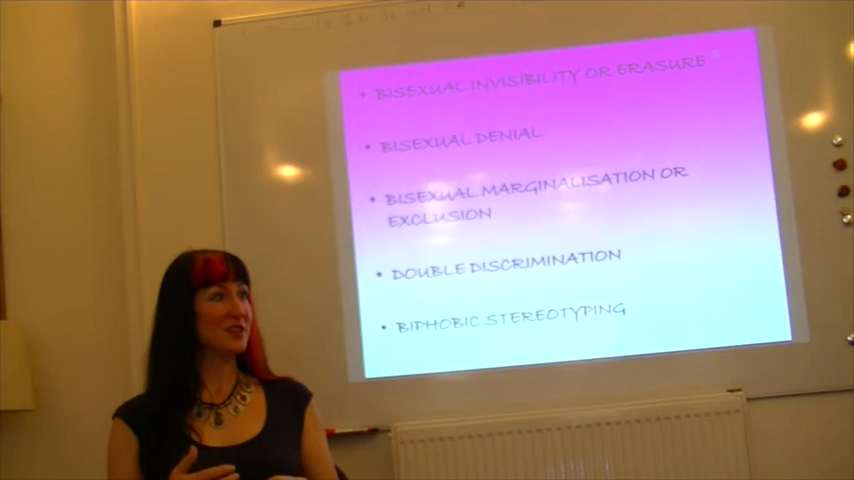 • BISEXUAL INVISIBILITY OR ERASURE
• BISEXUAL DENIAL
• BISEXUAL MARGINALISATION OR
EXCLUSION
• DOUBLE DISCRIMINATION
• BIPHOBIC STEREOTYPING